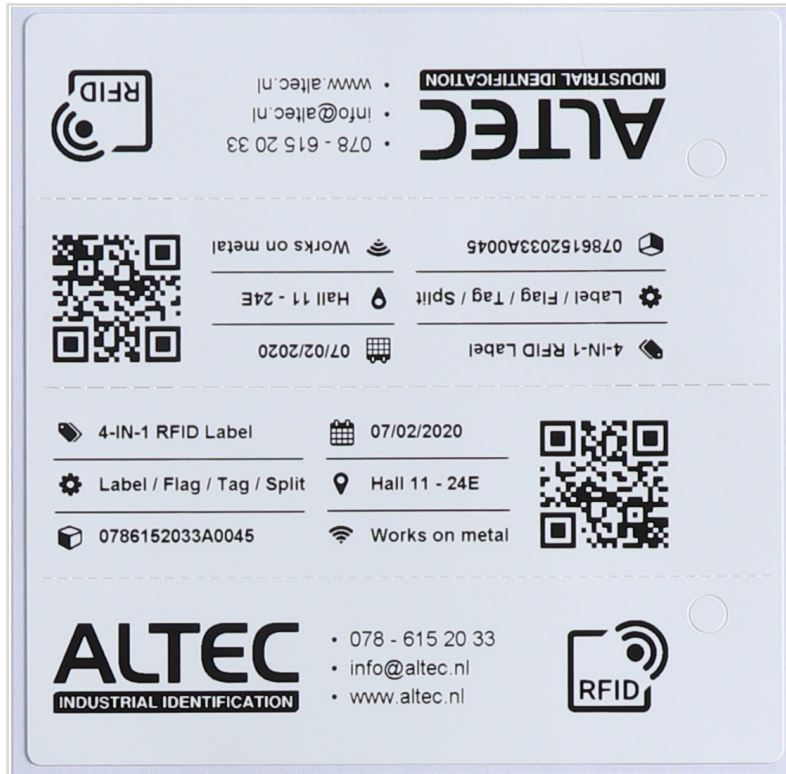 RFID
• www.altec.nl
• info@altec.nl
• 078 - 615 20 33
ALTEC
INDUSTRIAL IDENTIFICATION
4-IN-1 RFID Label
Label / Flag / Tag / Split
0786152033A0045
07/02/2020
Hall 11 - 24E
Works on metal
4-IN-1 RFID Label
Label / Flag / Tag / Split
0786152033A0045
07/02/2020
Hall 11 - 24E
Works on metal
ALTEC
INDUSTRIAL IDENTIFICATION
• 078 - 615 20 33
• info@altec.nl
• www.altec.nl
RFID